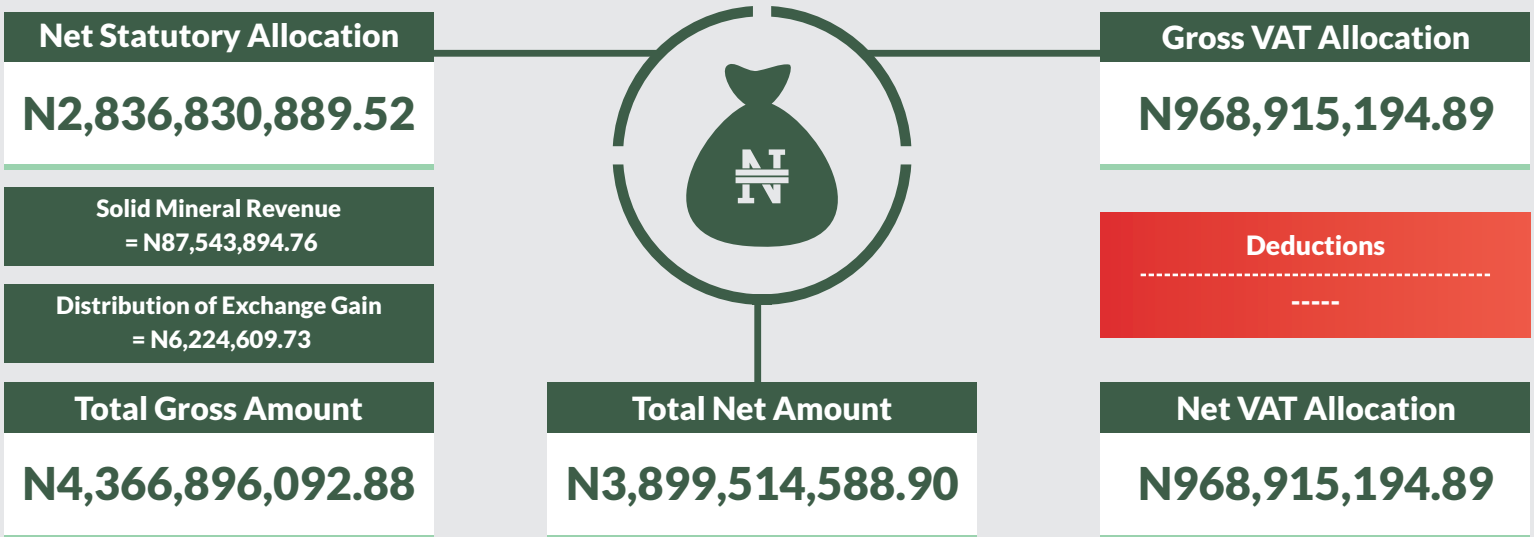 Net Statutory Allocation
N2,836,830,889.52
Solid Mineral Revenue
= N87,543,894.76
Distribution of Exchange Gain
= N6,224,609.73
Total Gross Amount
N4,366,896,092.88
₦
Total Net Amount
N3,899,514,588.90
Gross VAT Allocation
N968,915,194.89
Deductions
-----
Net VAT Allocation
N968,915,194.89